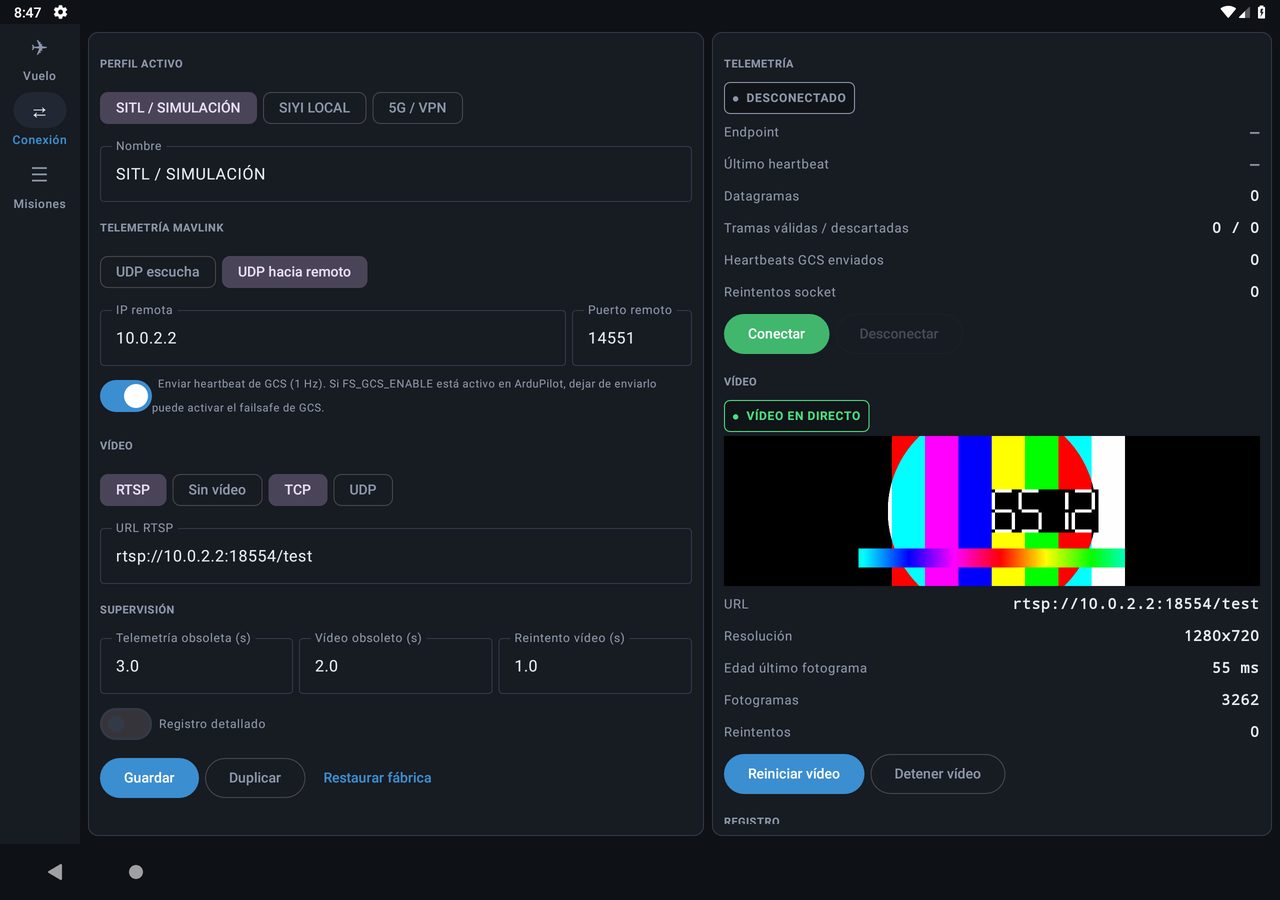 8:47
Vuelo
Conexión
Misiones
PERFIL ACTIVO
SITL / SIMULACIÓN
SIYI LOCAL
5G / VPN
Nombre
SITL / SIMULACIÓN
TELEMETRÍA MAVLINK
UDP escucha
UDP hacia remoto
IP remota
10.0.2.2
Puerto remoto
14551
Enviar heartbeat de GCS (1 Hz). Si FS_GCS_ENABLE está activo en ArduPilot, dejar de enviarlo
puede activar el failsafe de GCS.
VÍDEO
RTSP
Sin vídeo
TCP
UDP
URL RTSP
rtsp://10.0.2.2:18554/test
SUPERVISIÓN
Telemetría obsoleta (s)
3.0
Vídeo obsoleto (s)
2.0
Reintento vídeo (s)
1.0
Registro detallado
Guardar
Duplicar
Restaurar fábrica
TELEMETRÍA
● DESCONECTADO
Endpoint —
Último heartbeat —
Datagramas 0
Tramas válidas / descartadas 0 / 0
Heartbeats GCS enviados 0
Reintentos socket 0
Conectar
Desconectar
VÍDEO
● VÍDEO EN DIRECTO
65 12
URL rtsp://10.0.2.2:18554/test
Resolución 1280x720
Edad último fotograma 55 ms
Fotogramas 3262
Reintentos 0
Reiniciar vídeo
Detener vídeo
REGISTRO